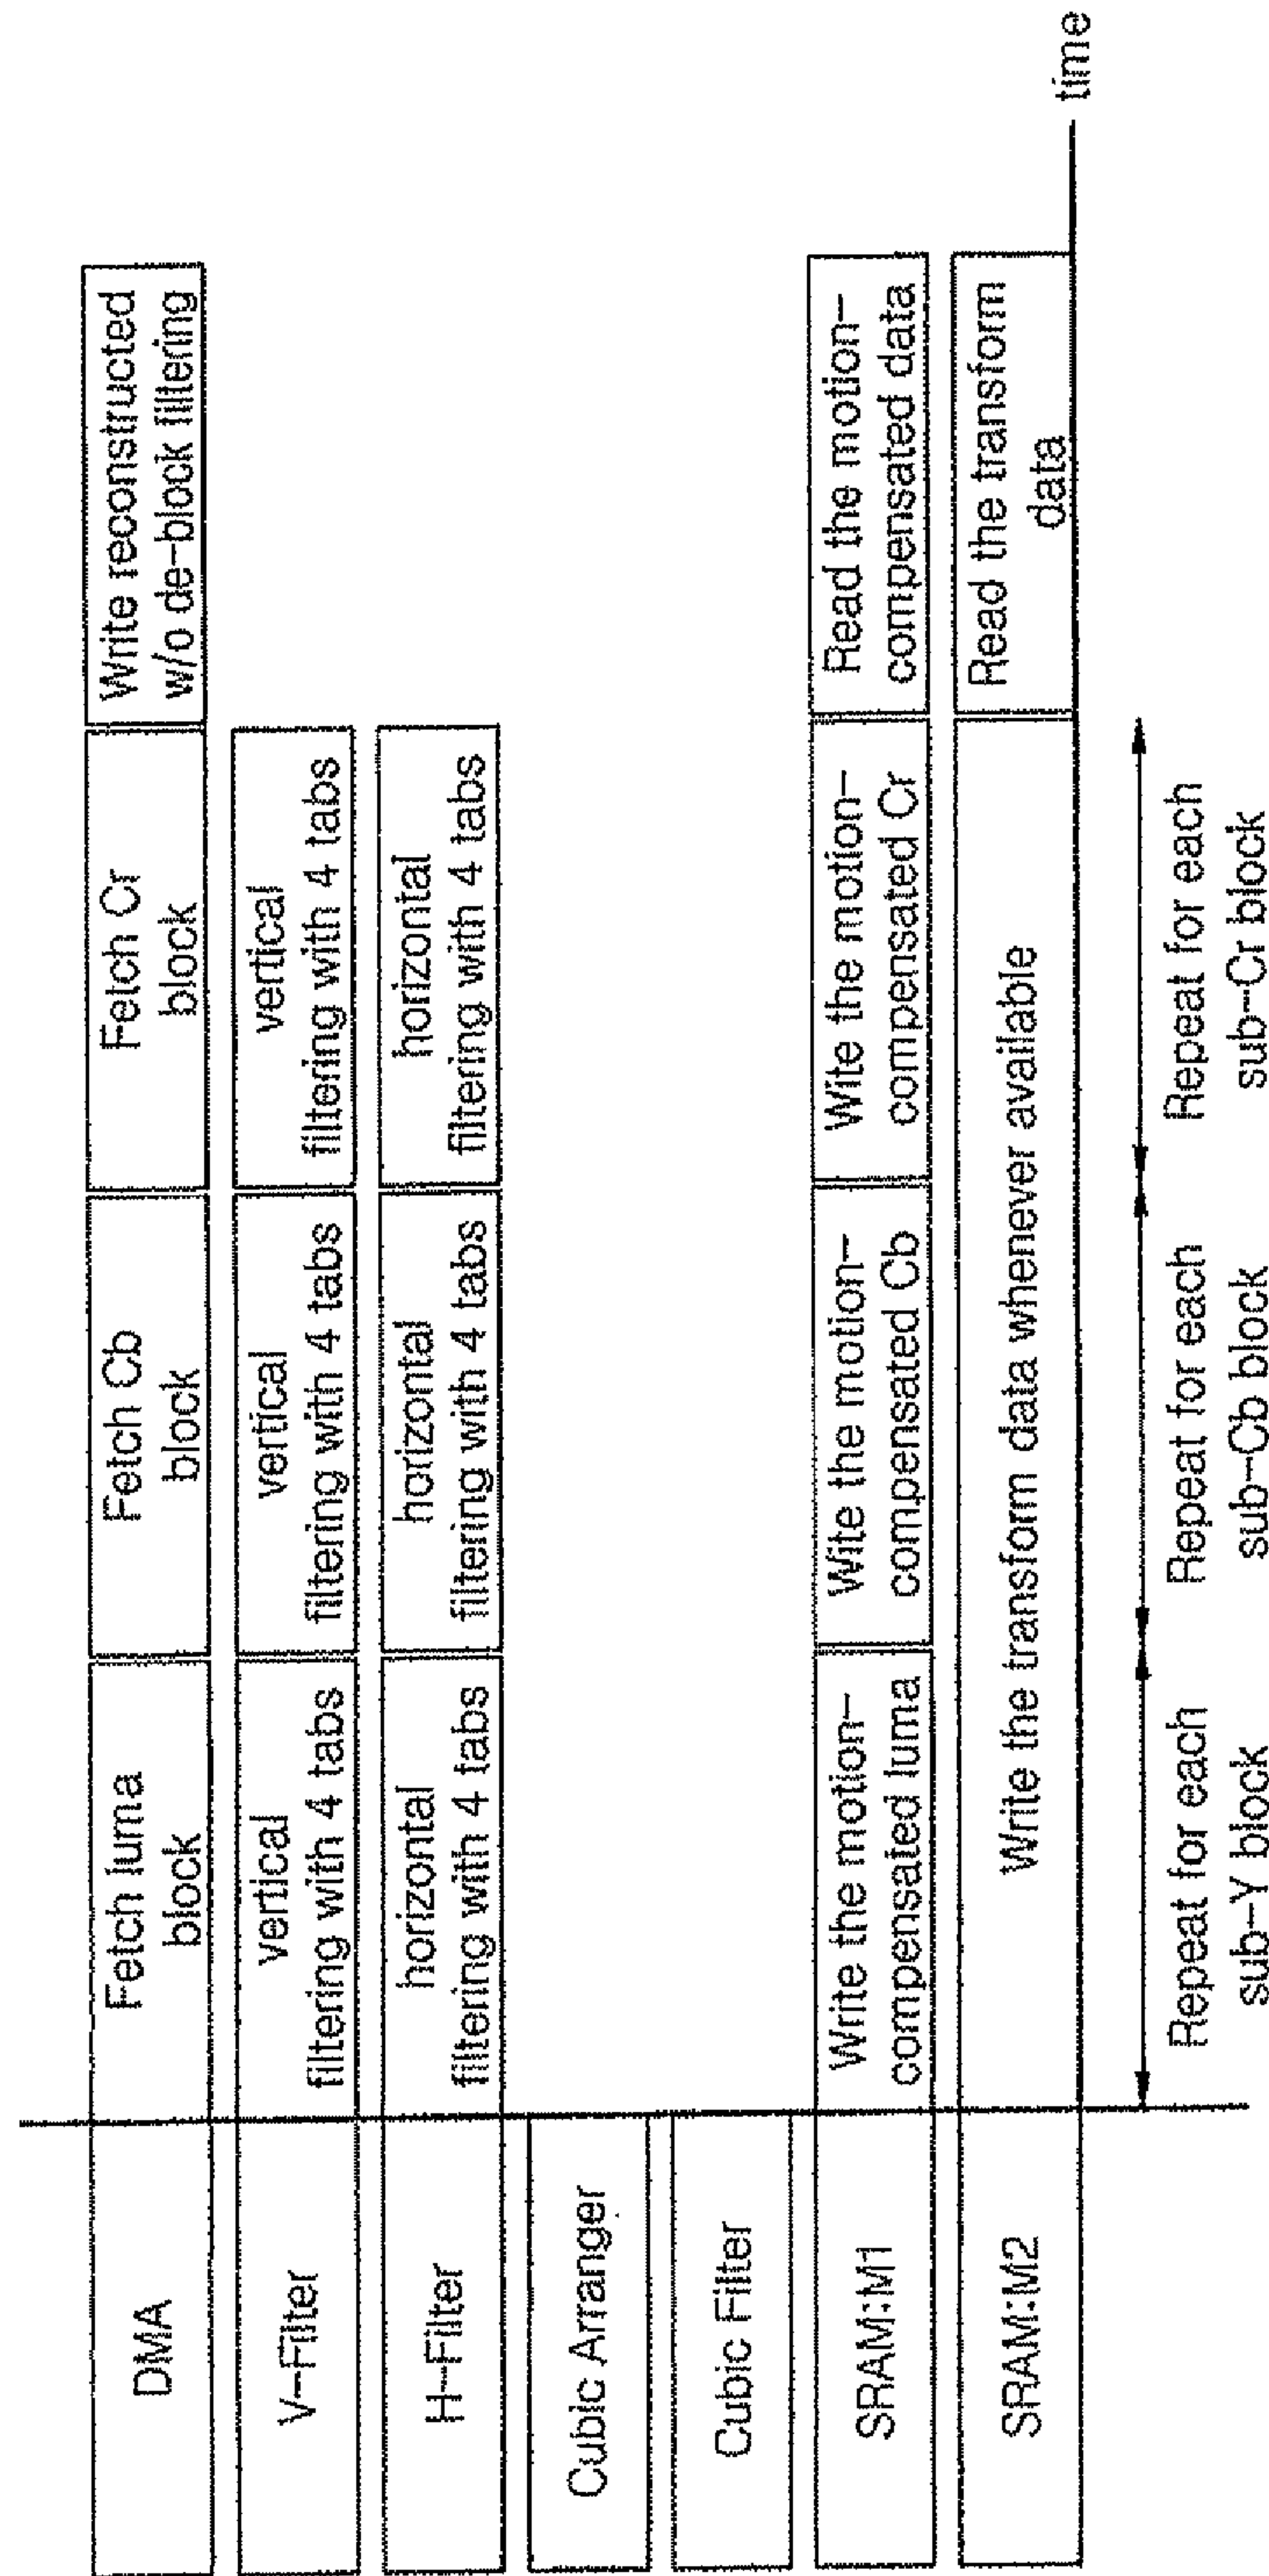 DMA
Fetch luma
block
Fetch Cb
block
Fetch Cr
block
Write reconstructed
w/o de-block filtering
V-Filter
vertical
filtering with 4 tabs
vertical
filtering with 4 tabs
vertical
filtering with 4 tabs
H-Filter
horizontal
filtering with 4 tabs
horizontal
filtering with 4 tabs
horizontal
filtering with 4 tabs
Cubic Arranger
Cubic Filter
SRAM:M1
Write the motion-
compensated luma
Wite the motion-
compensated Cb
Wite the motion-
compensated Cr
Read the motion-
compensated data
SRAM:M2
Write the transform data whenever available
Read the transform
data
time
Repeat for each
sub-Y block
Repeat for each
sub-Cb block
Repeat for each
sub-Cr block